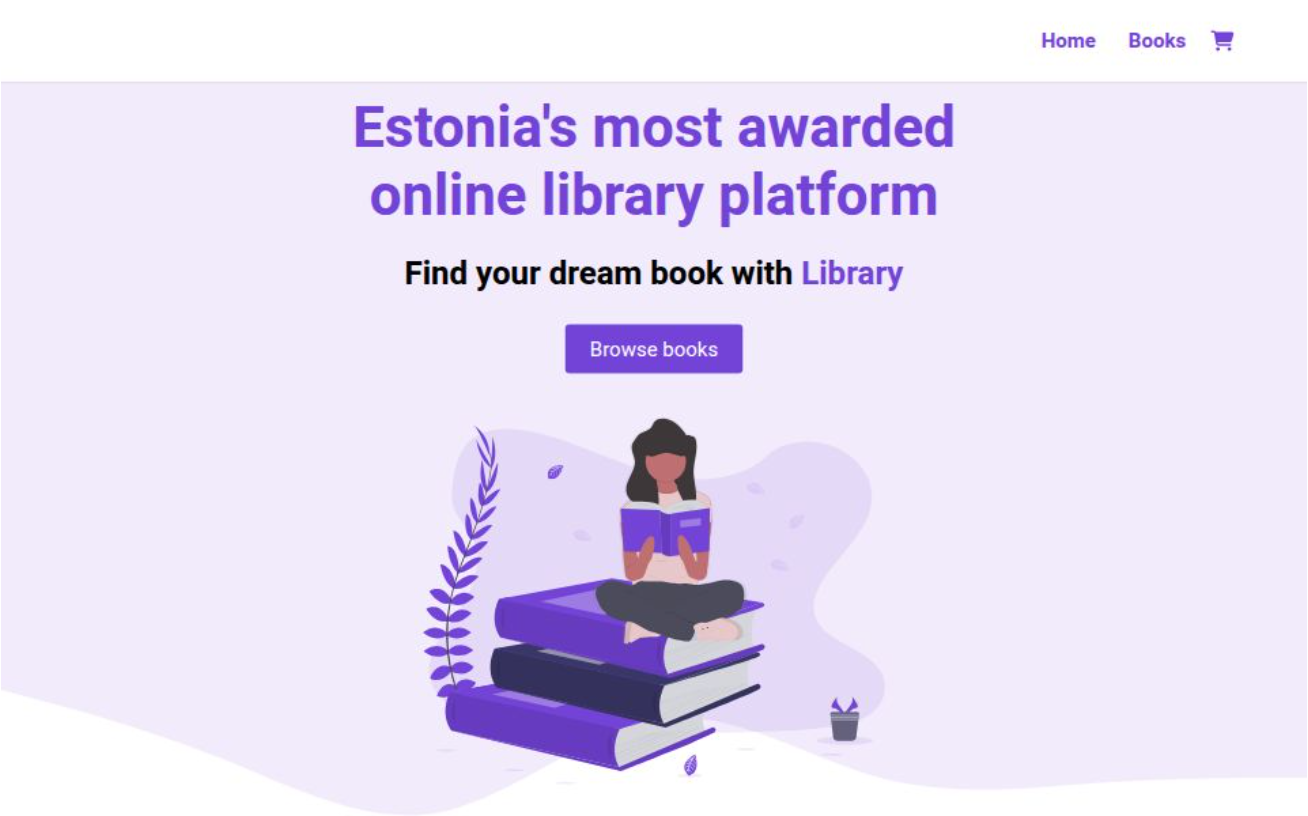 Home Books
Estonia's most awarded
online library platform
Find your dream book with Library
Browse books